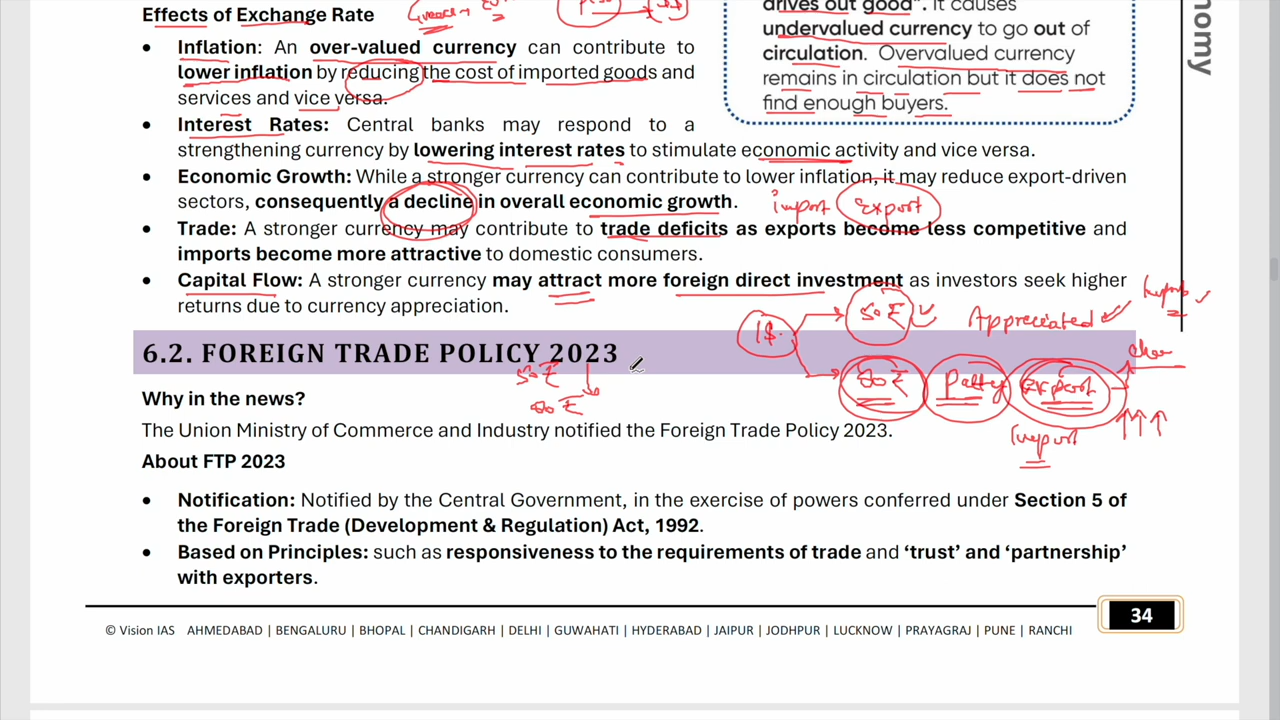 Effects of Exchange Rate
• Inflation: An over-valued currency can contribute to
lower inflation by reducing the cost of imported goods and
services and vice versa.
• Interest Rates: Central banks may respond to a
strengthening currency by lowering interest rates to stimulate economic activity and vice versa.
• Economic Growth: While a stronger currency can contribute to lower inflation, it may reduce export-driven
sectors, consequently a decline in overall economic growth.
import Export
• Trade: A stronger currency may contribute to trade deficits as exports become less competitive and
imports become more attractive to domestic consumers.
• Capital Flow: A stronger currency may attract more foreign direct investment as investors seek higher
returns due to currency appreciation.
drives out good". It causes
undervalued currency to go out of
circulation. Overvalued currency
remains in circulation but it does not
find enough buyers.
nomy
1$
50 ₹
Appreciated
80 ₹
Export
Import
6.2. FOREIGN TRADE POLICY 2023
50 ₹
80 ₹
Why in the news?
The Union Ministry of Commerce and Industry notified the Foreign Trade Policy 2023.
About FTP 2023
• Notification: Notified by the Central Government, in the exercise of powers conferred under Section 5 of
the Foreign Trade (Development & Regulation) Act, 1992.
• Based on Principles: such as responsiveness to the requirements of trade and ‘trust’ and ‘partnership’
with exporters.
34
© Vision IAS AHMEDABAD | BENGALURU | BHOPAL | CHANDIGARH | DELHI | GUWAHATI | HYDERABAD | JAIPUR | JODHPUR | LUCKNOW | PRAYAGRAJ | PUNE | RANCHI